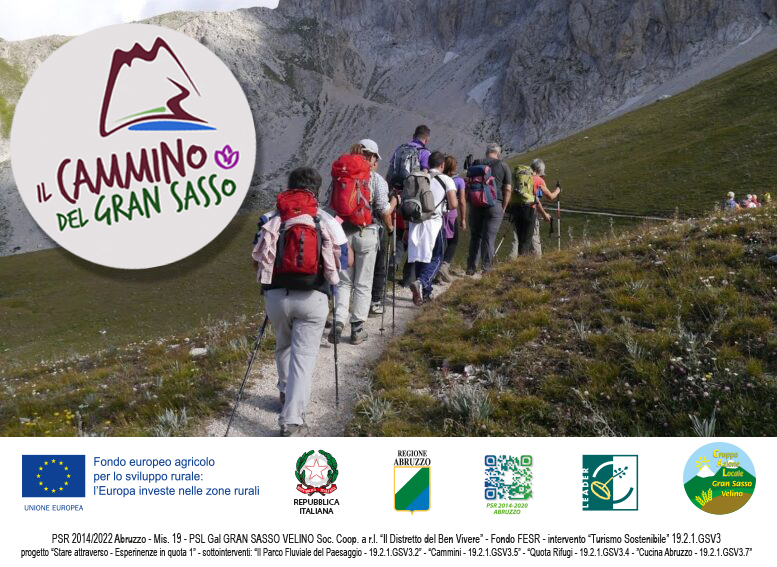 IL CAMMINO
DEL GRAN SASSO
Fondo europeo agricolo
per lo sviluppo rurale:
l'Europa investe nelle zone rurali
UNIONE EUROPEA
REPUBBLICA
ITALIANA
REGIONE
ABRUZZO
PSR 2014-2020
ABRUZZO
LEADER
Gruppo
Azione
Locale
Gran Sasso
Velino
PSR 2014/2022 Abruzzo - Mis. 19 - PSL Gal GRAN SASSO VELINO Soc. Coop. a r.l. "Il Distretto del Ben Vivere" - Fondo FESR - intervento "Turismo Sostenibile" 19.2.1.GSV3
progetto "Stare attraverso - Esperinenze in quota 1" - sottointerventi: "Il Parco Fluviale del Paesaggio - 19.2.1.GSV3.2" - "Cammini - 19.2.1.GSV3.5" - "Quota Rifugi - 19.2.1.GSV3.4 - "Cucina Abruzzo - 19.2.1.GSV3.7"